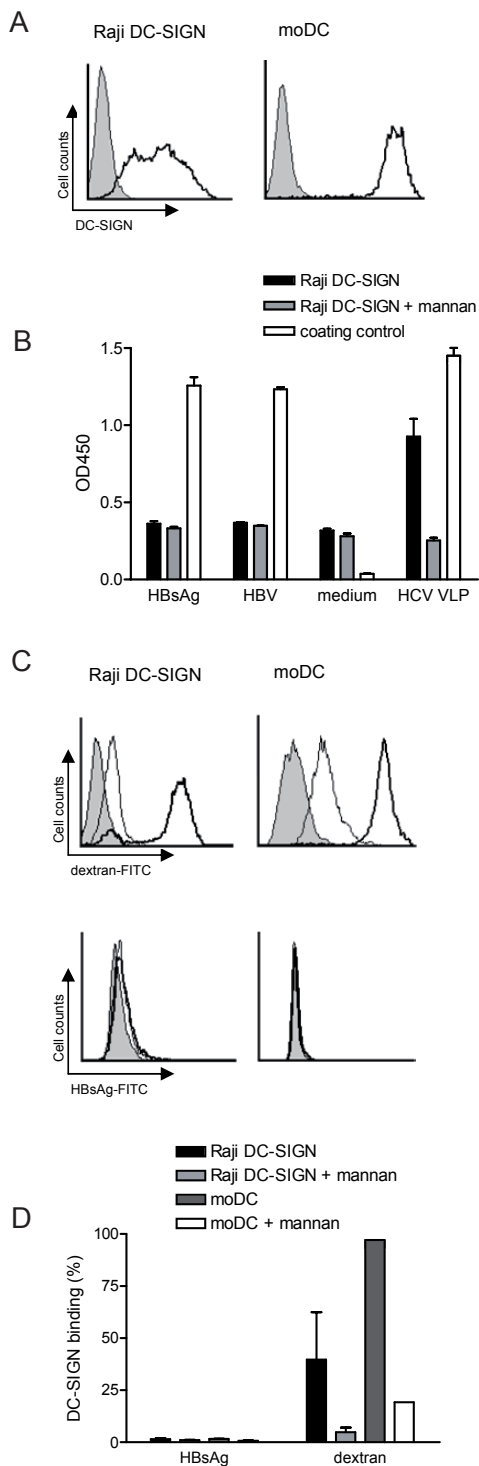 A
Raji DC-SIGN
moDC
Cell counts
DC-SIGN
Raji DC-SIGN
Raji DC-SIGN + mannan
coating control
B
1.5
1.0
0.5
0.0
OD450
HBsAg
HBV
medium
HCV VLP
C
Raji DC-SIGN
moDC
Cell counts
dextran-FITC
Cell counts
HBsAg-FITC
Raji DC-SIGN
Raji DC-SIGN + mannan
moDC
moDC + mannan
D
100
75
50
25
0
DC-SIGN binding (%)
HBsAg
dextran